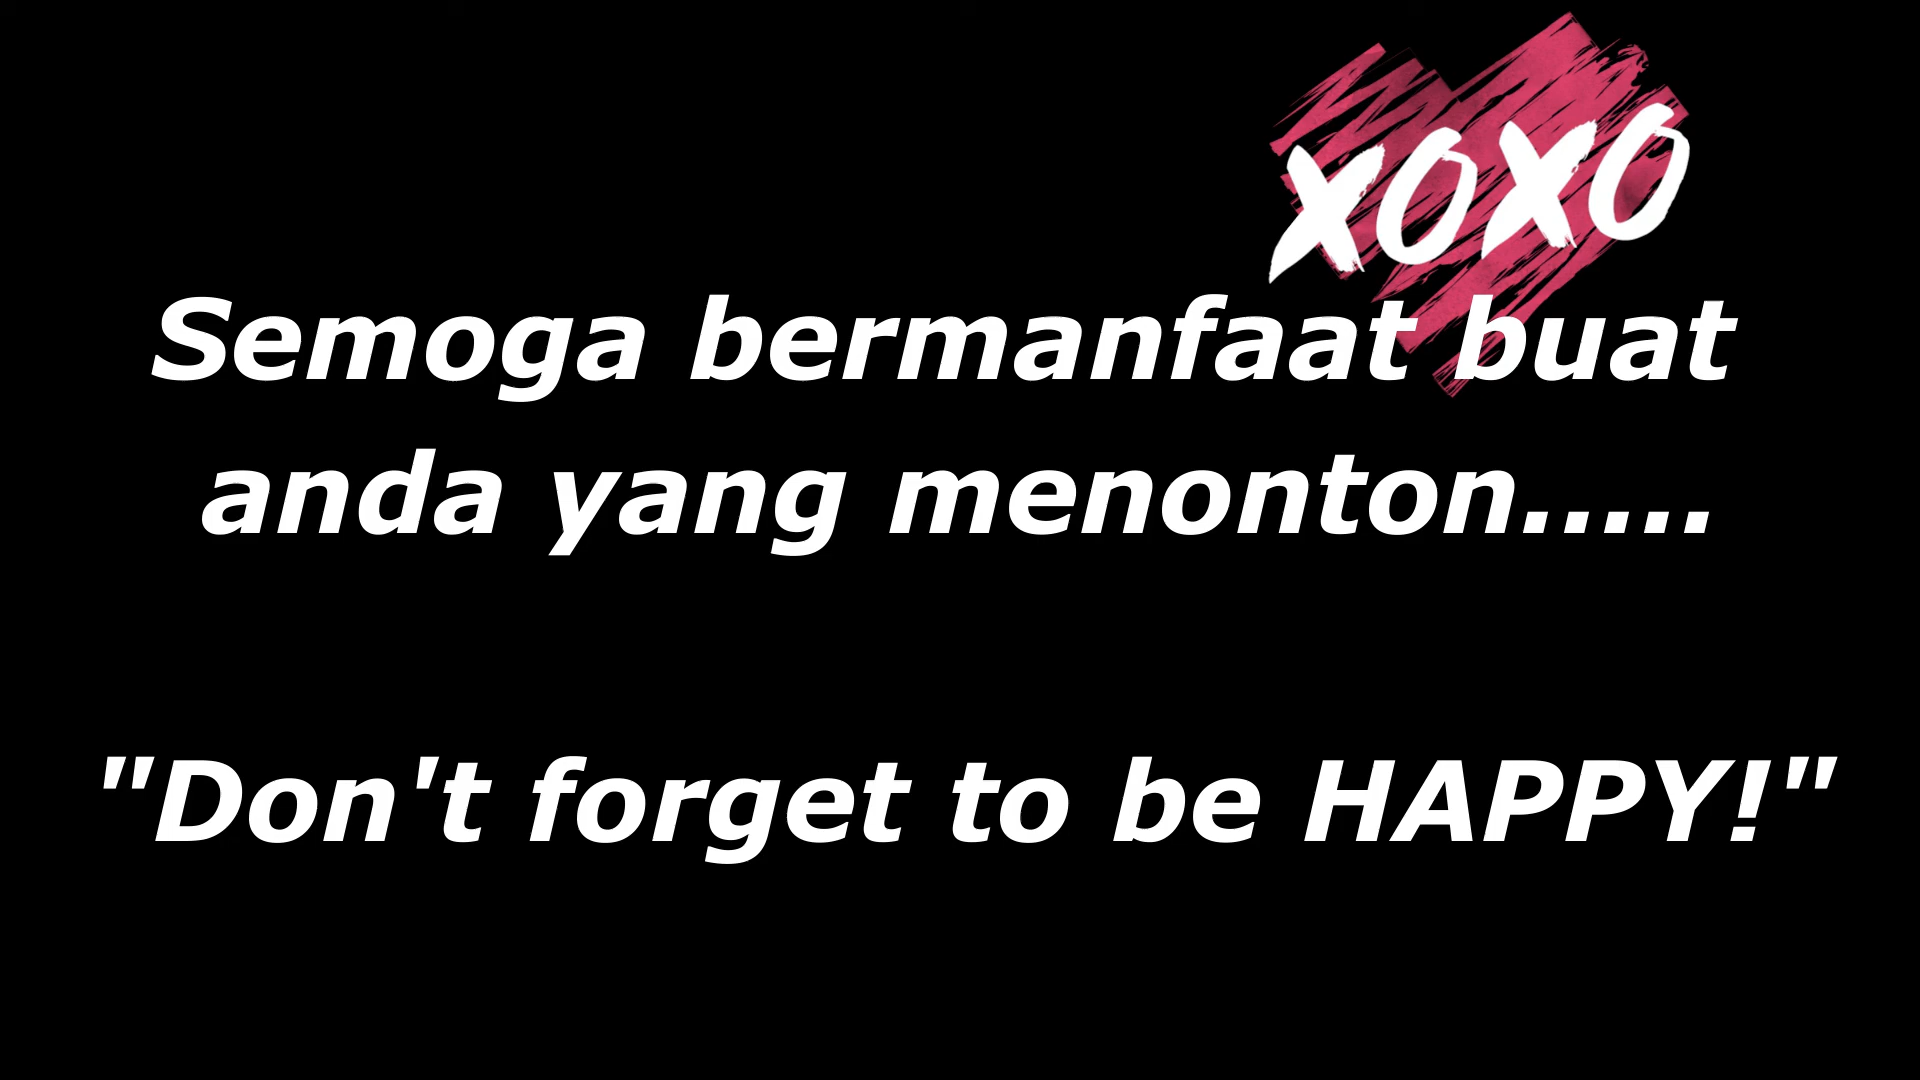 XOXO
Semoga bermanfaat buat
anda yang menonton.....
"Don't forget to be HAPPY!"